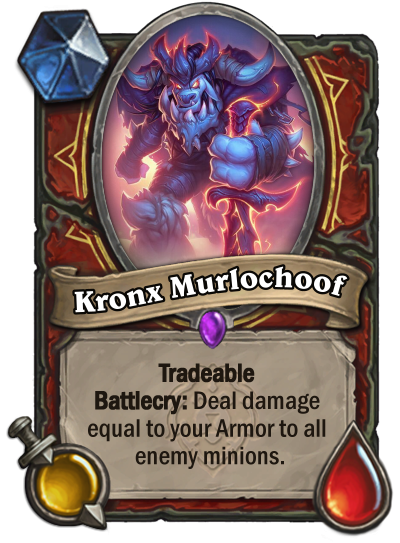 Kronx Murlochoof
Tradeable
Battlecry: Deal damage
equal to your Armor to all
enemy minions.